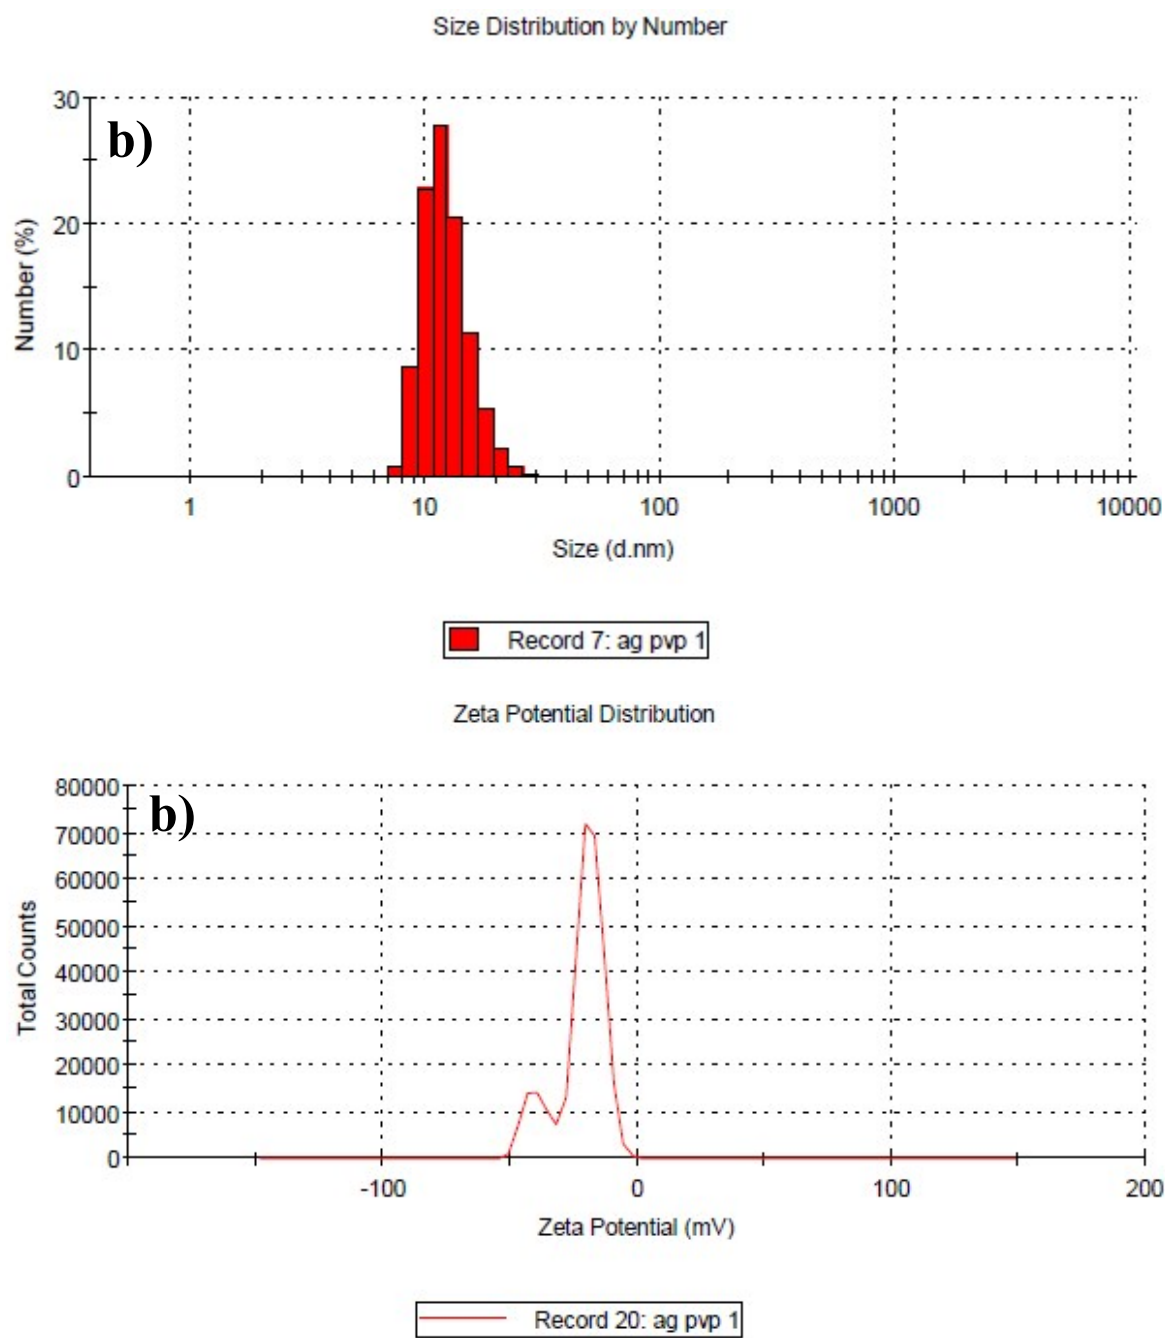 Size Distribution by Number
b)
30
20
10
0
Number (%)
1 10 100 1000 10000
Size (d.nm)
Record 7: ag pvp 1
Zeta Potential Distribution
b)
80000
70000
60000
50000
40000
30000
20000
10000
0
Total Counts
-100 0 100 200
Zeta Potential (mV)
Record 20: ag pvp 1